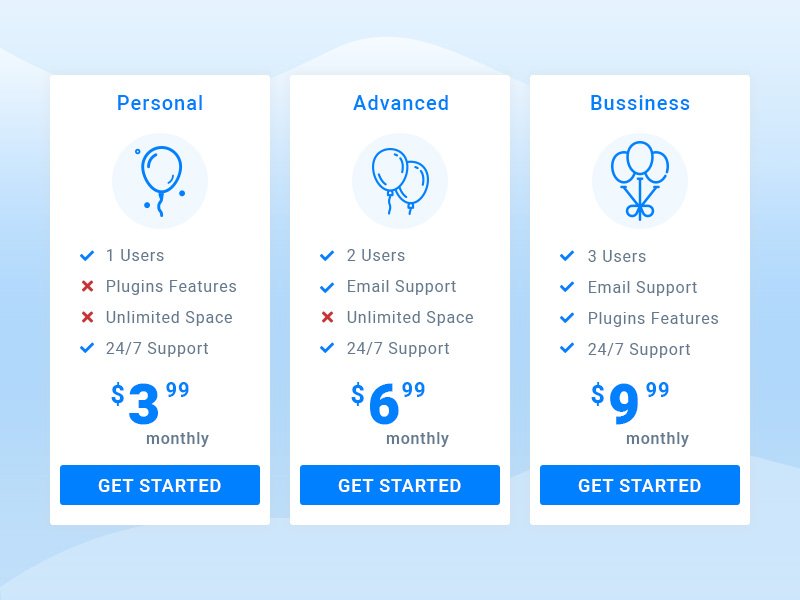 Personal
1 Users
Plugins Features
Unlimited Space
24/7 Support
$3 99
monthly
GET STARTED
Advanced
2 Users
Email Support
Unlimited Space
24/7 Support
$6 99
monthly
GET STARTED
Bussiness
3 Users
Email Support
Plugins Features
24/7 Support
$9 99
monthly
GET STARTED